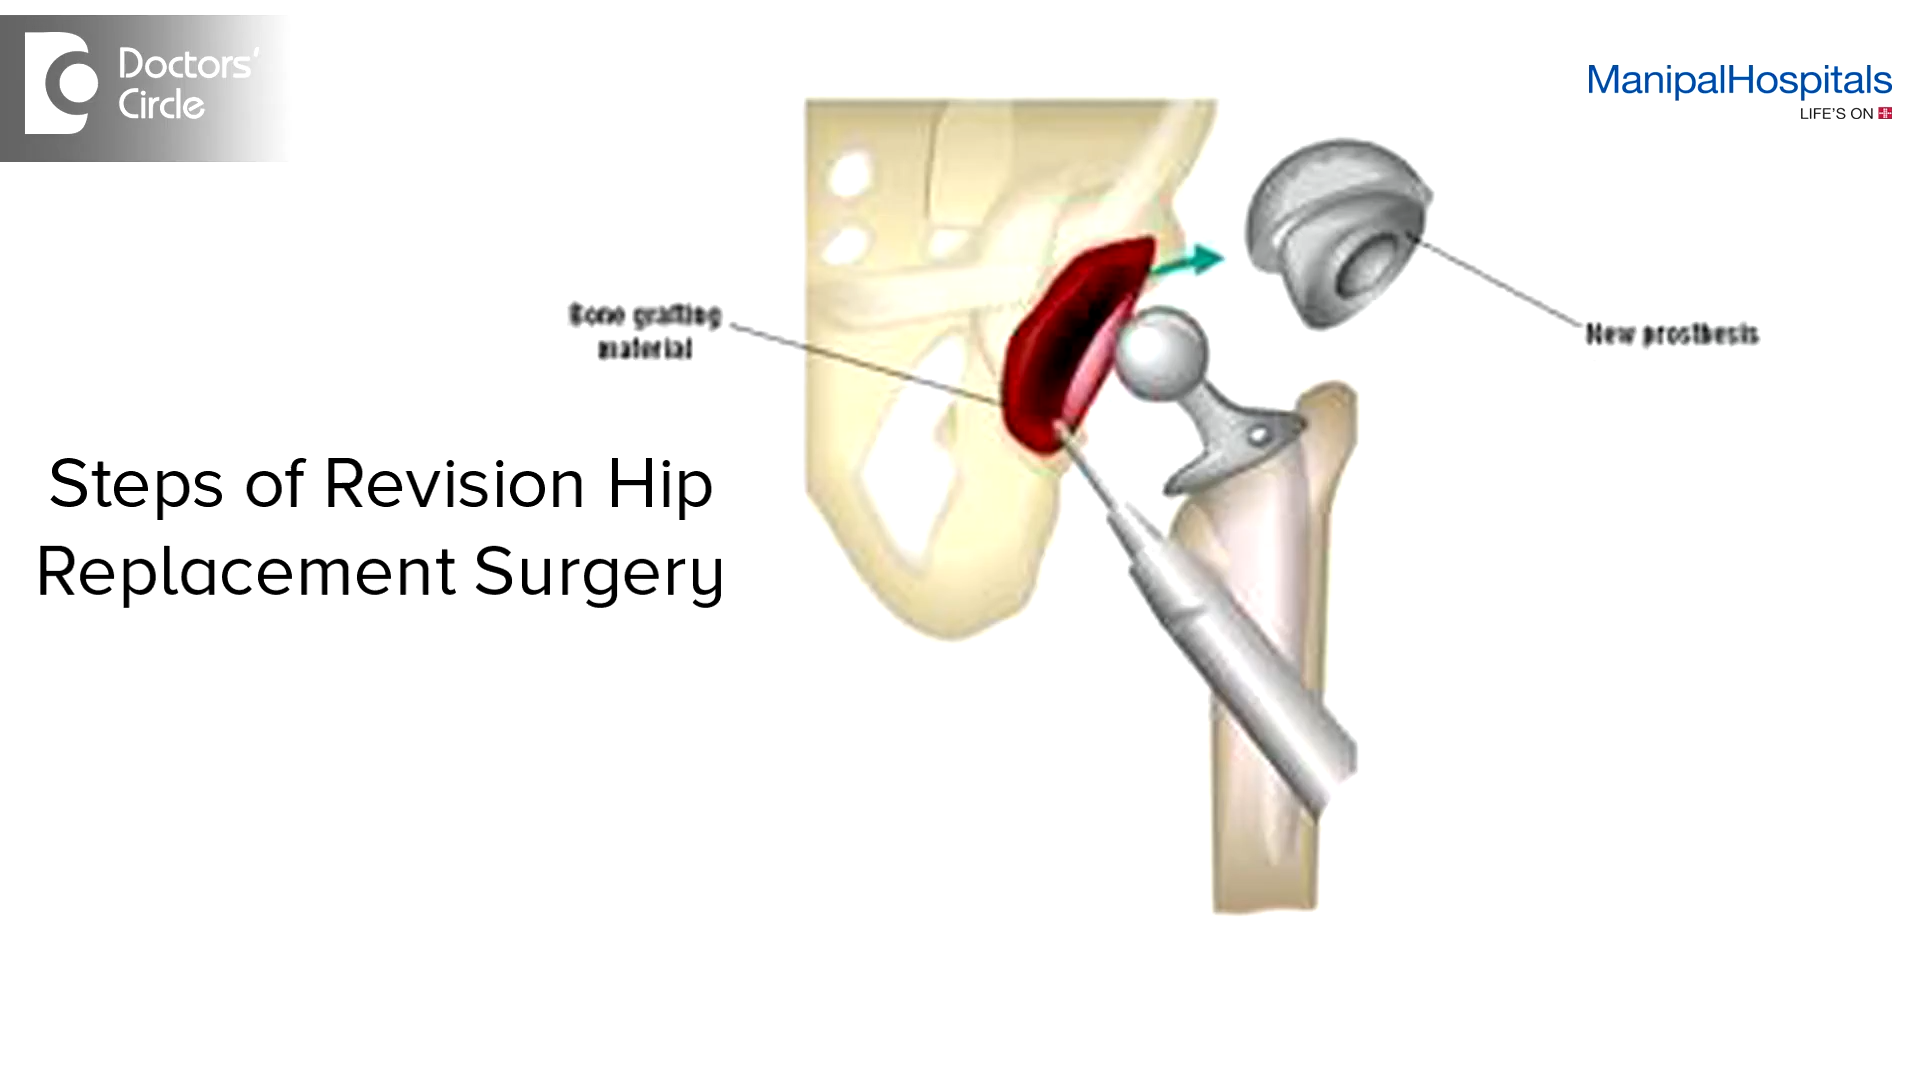 Doctors'
Circle
ManipalHospitals
LIFE'S ON
Bone grafting
material
New prosthesis
Steps of Revision Hip
Replacement Surgery